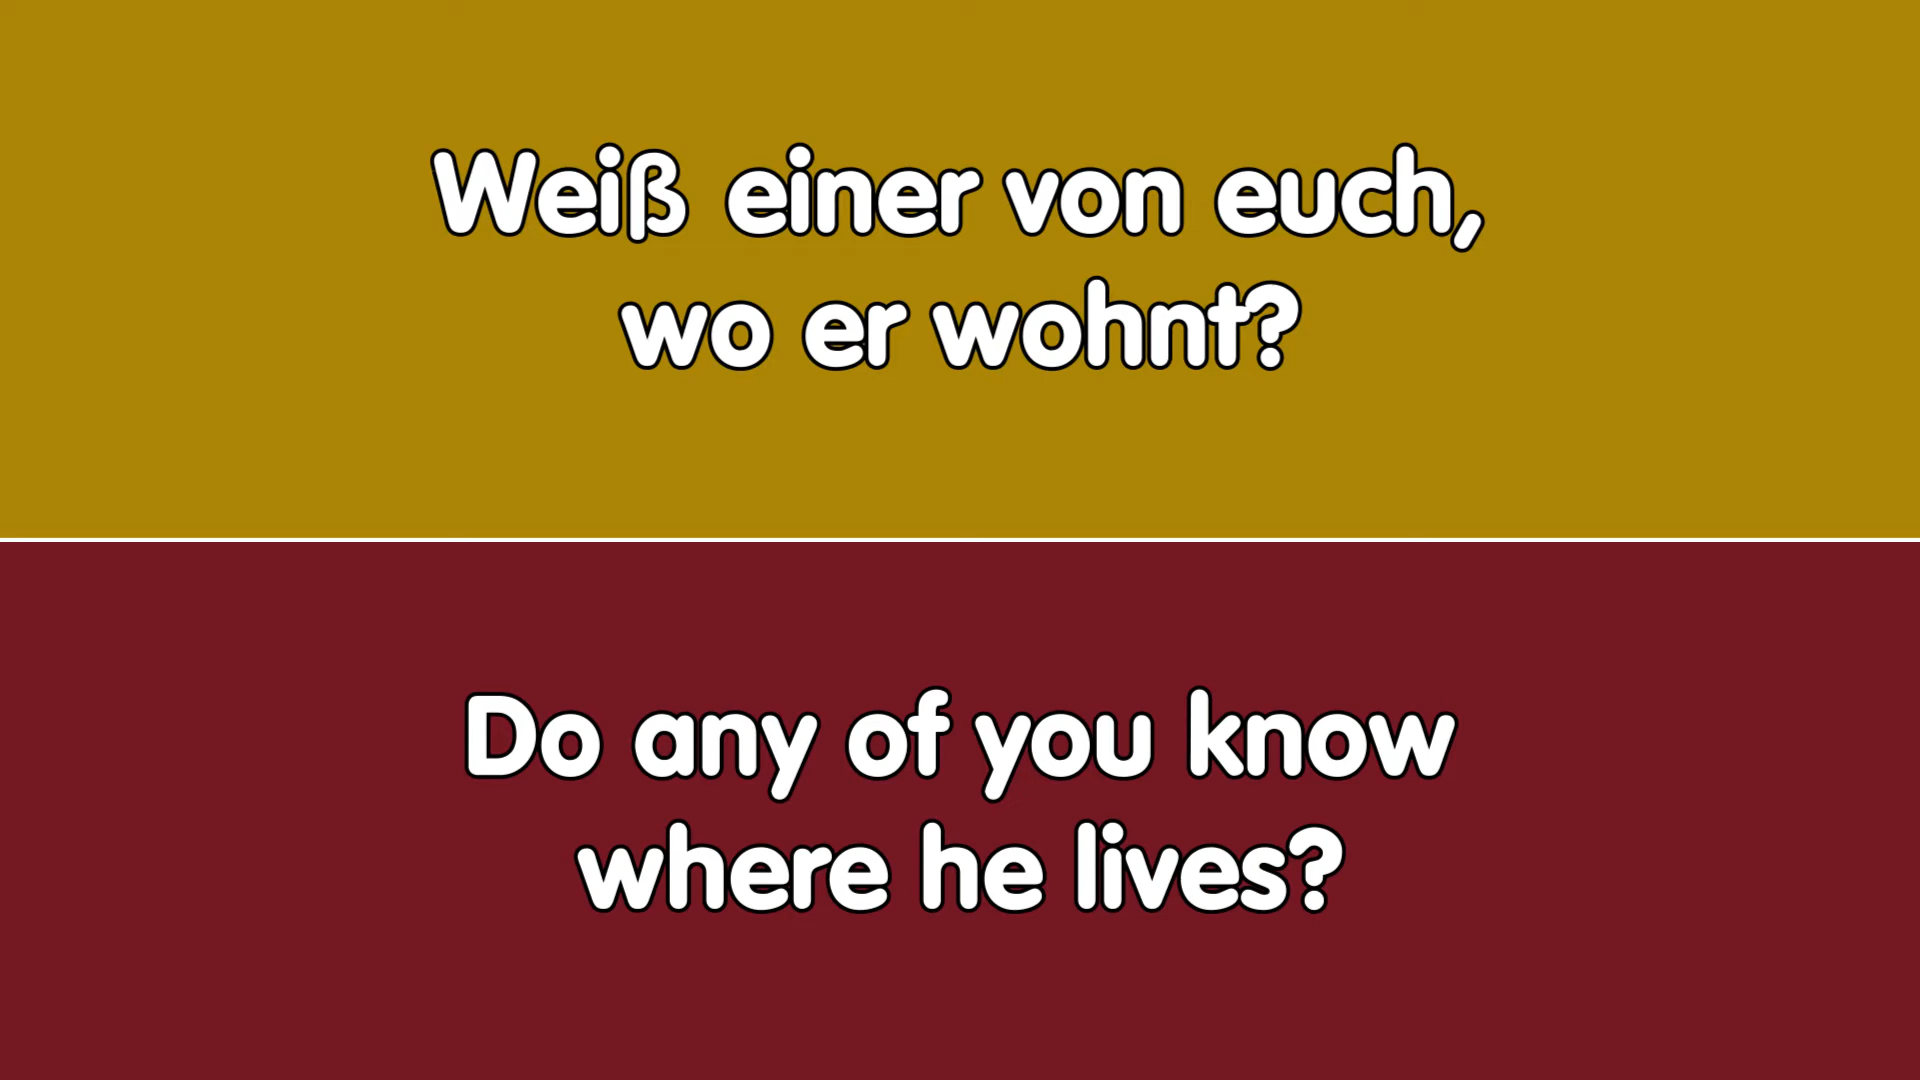 Weiß einer von euch,
wo er wohnt?
Do any of you know
where he lives?